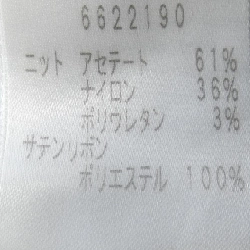 6622190
ニット アセテート 61%
ナイロン 36%
ポリウレタン 3%
サテンリボン
ポリエステル 100%